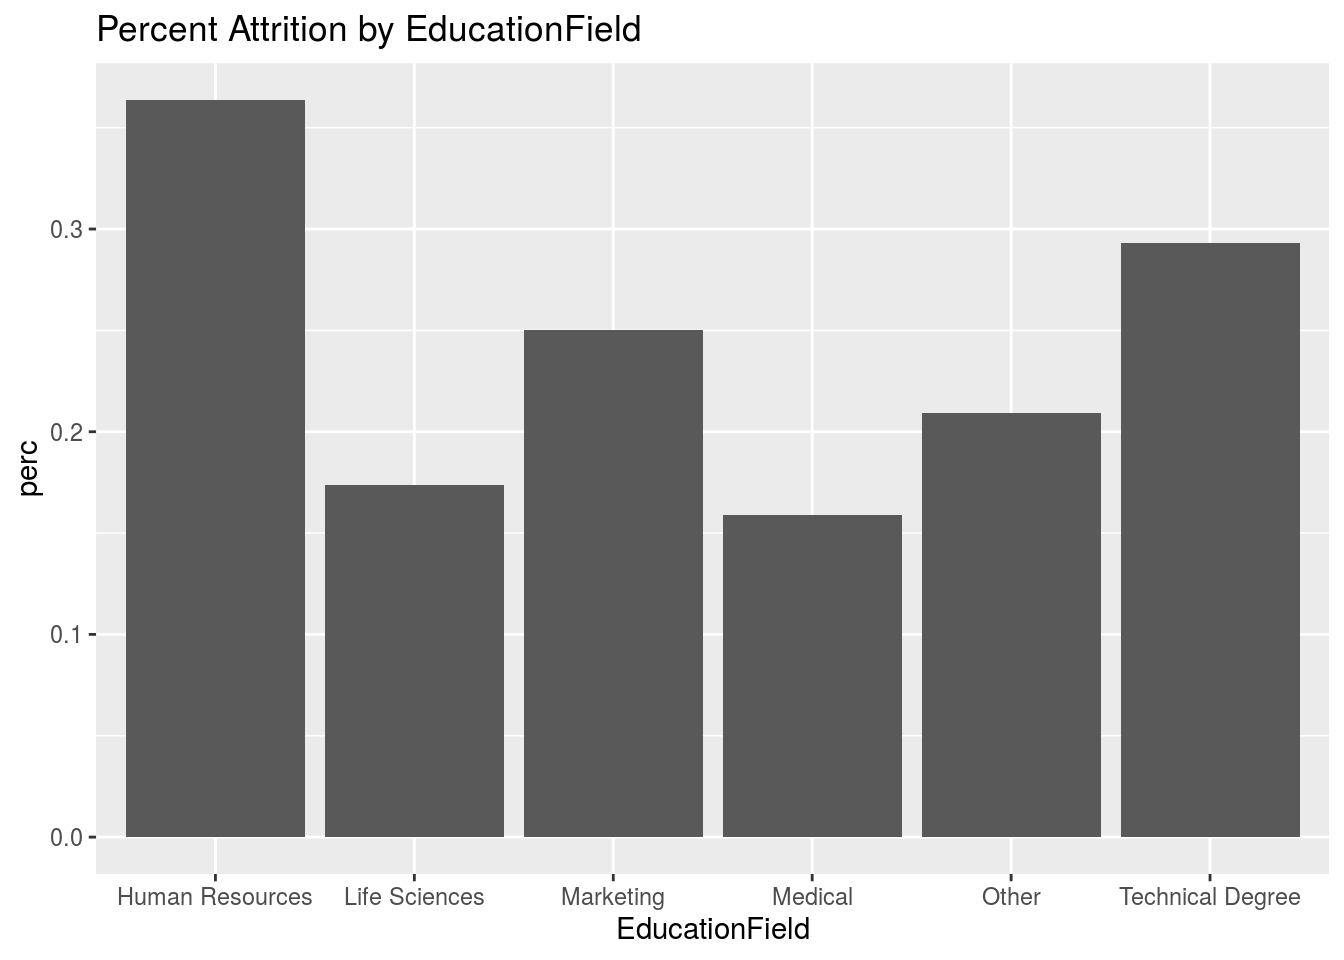 Percent Attrition by EducationField
perc
0.3
0.2
0.1
0.0
Human Resources Life Sciences Marketing Medical Other Technical Degree
EducationField